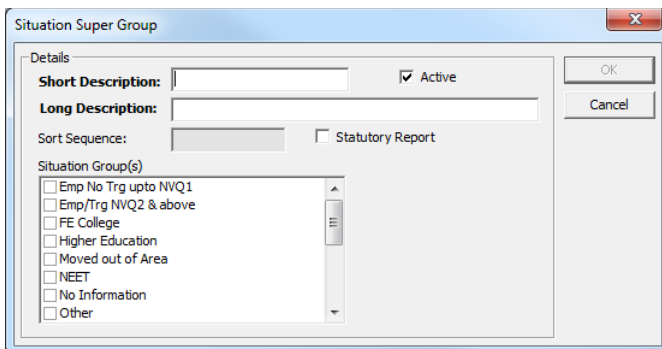 Situation Super Group
Details
Short Description:
Active
OK
Long Description:
Cancel
Sort Sequence:
Statutory Report
Situation Group(s)
Emp No Trg upto NVQ1
Emp/Trg NVQ2 & above
FE College
Higher Education
Moved out of Area
NEET
No Information
Other